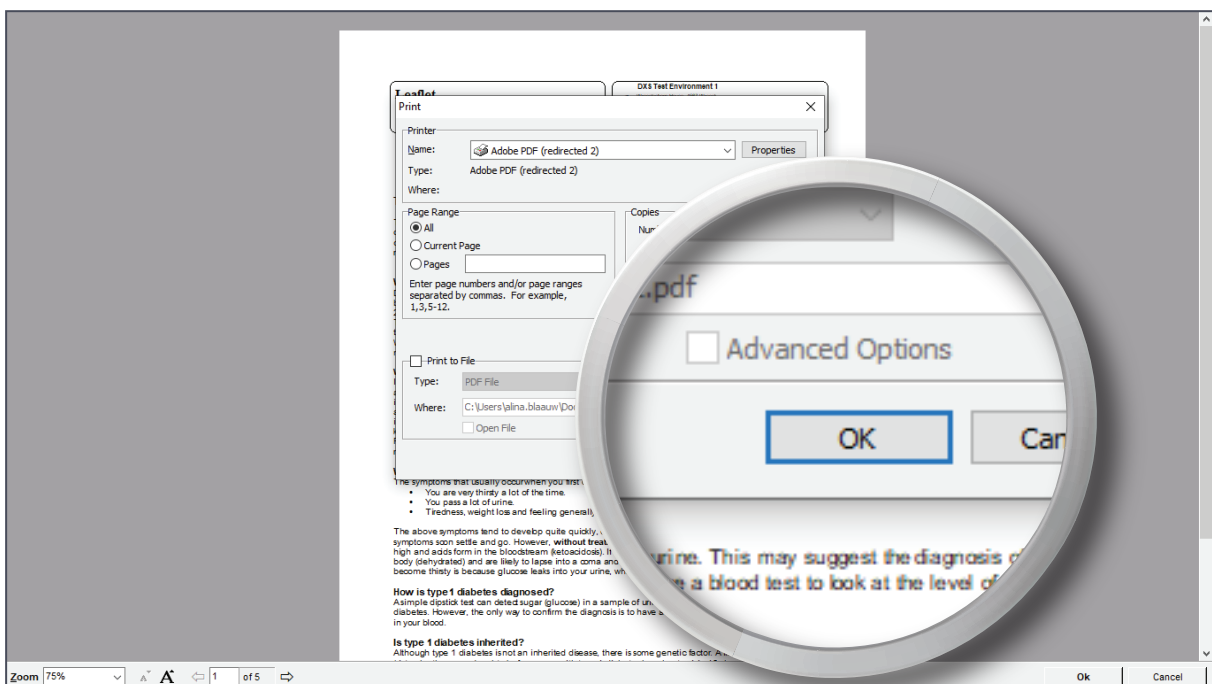 Leaflet
DXS Test Environment 1
Print
Printer
Name:
Adobe PDF (redirected 2)
Properties
Type:
Adobe PDF (redirected 2)
Where:
Page Range
All
Current Page
Pages
Enter page numbers and/or page ranges
separated by commas. For example,
1,3,5-12.
Copies
Print to File
Type:
PDF File
Where:
C:\Users\alina.blaauw\Doc
Open File
.pdf
Advanced Options
OK
Can
The symptoms that usually occur when you first
• You are very thirsty a lot of the time.
• You pass a lot of urine.
• Tiredness, weight loss and feeling generally
The above symptoms tend to develop quite quickly,
symptoms soon settle and go. However, without treat
high and acids form in the bloodstream (ketoacidosis). It
body (dehydrated) and are likely to lapse into a coma and
become thirsty is because glucose leaks into your urine, wh
urine. This may suggest the diagnosis of
a blood test to look at the level of
How is type 1 diabetes diagnosed?
A simple dipstick test can detect sugar (glucose) in a sample of
diabetes. However, the only way to confirm the diagnosis is to have
in your blood.
Is type 1 diabetes inherited?
Although type 1 diabetes is not an inherited disease, there is some genetic factor. A
Zoom 75%
A A
1 of 5
Ok
Cancel